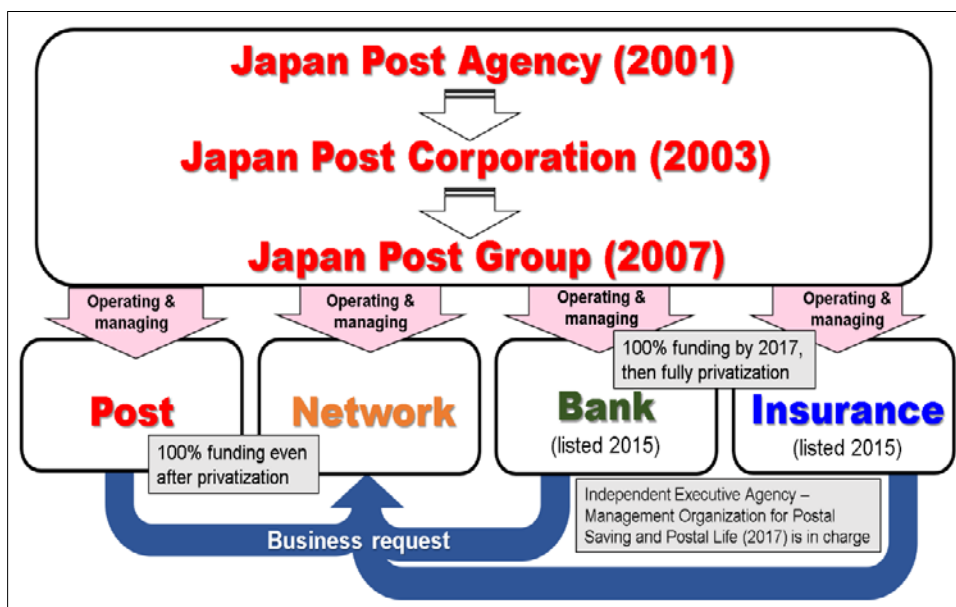 Japan Post Agency (2001)
Japan Post Corporation (2003)
Japan Post Group (2007)
Operating &
managing
Operating &
managing
Operating &
managing
Operating &
managing
100% funding by 2017,
then fully privatization
Post
Network
Bank
(listed 2015)
Insurance
(listed 2015)
100% funding even
after privatization
Independent Executive Agency –
Management Organization for Postal
Saving and Postal Life (2017) is in charge
Business request